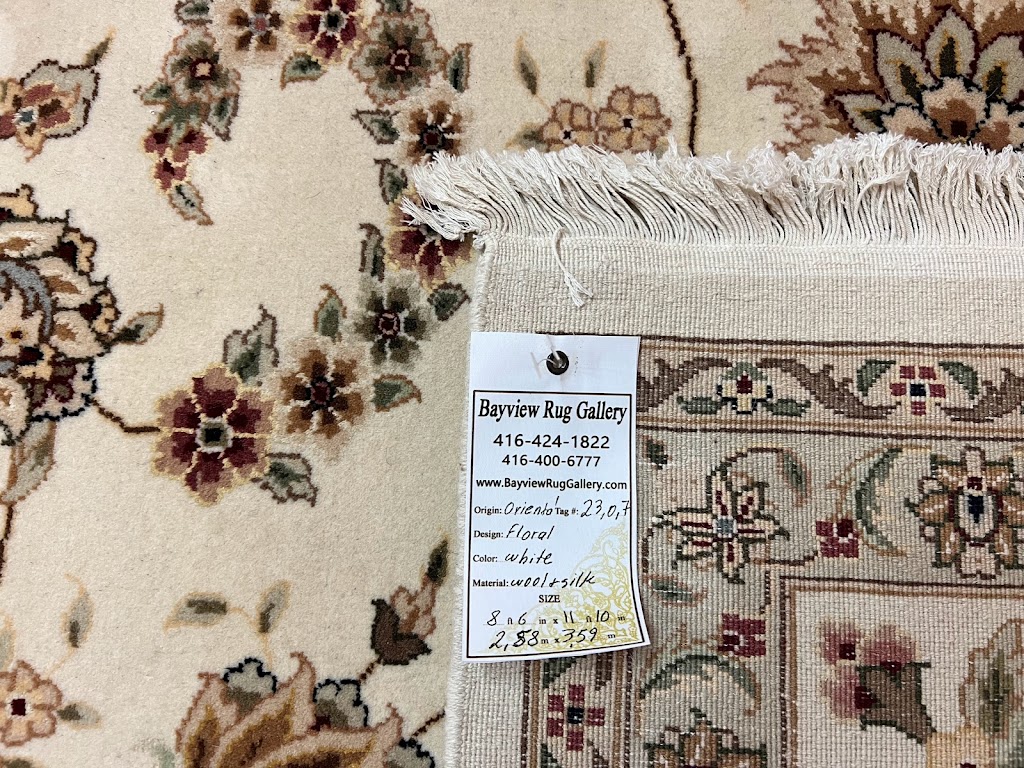 Bayview Rug Gallery
416-424-1822
416-400-6777
www.BayviewRugGallery.com
Origin: Oriental Tag #: 23,0,7
Design: Floral
Color: white
Material: wool & silk
SIZE
8 ft 6 in x 11 ft 10 in
2,58 m x 3,59 m